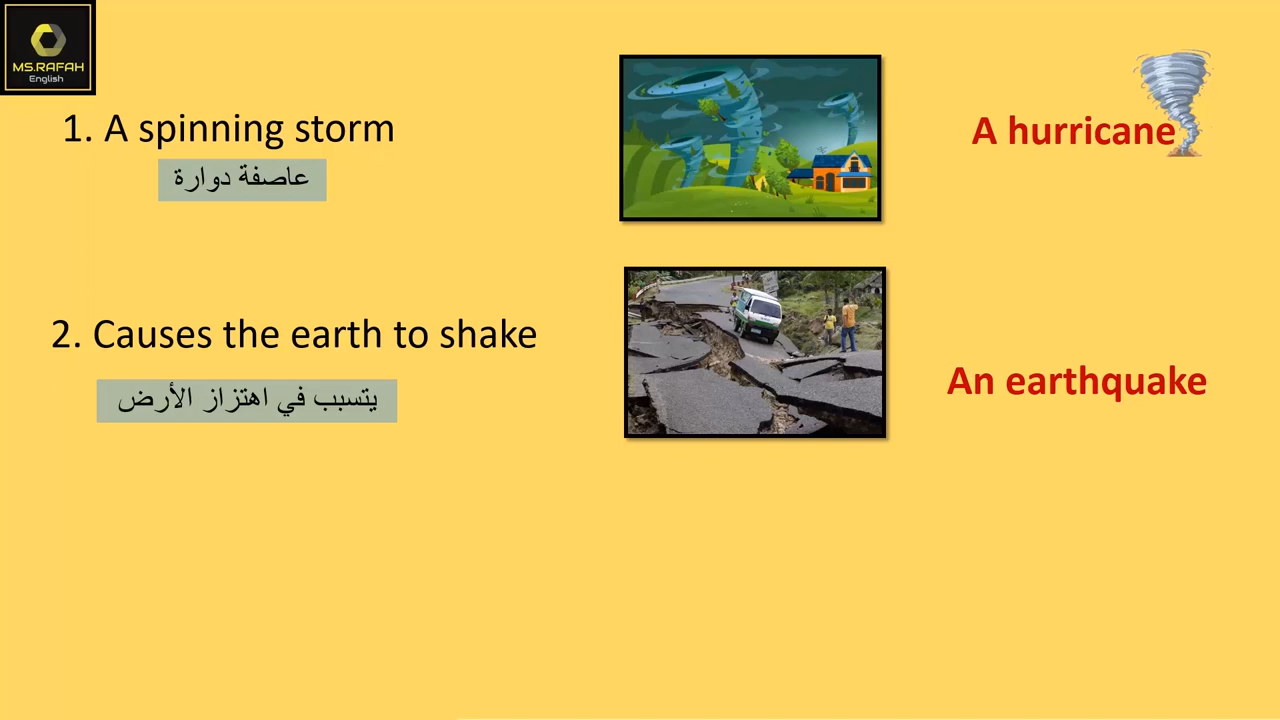 MS.RAFAH
English
1. A spinning storm
A hurricane
عاصفة دوارة
2. Causes the earth to shake
An earthquake
يتسبب في اهتزاز الأرض